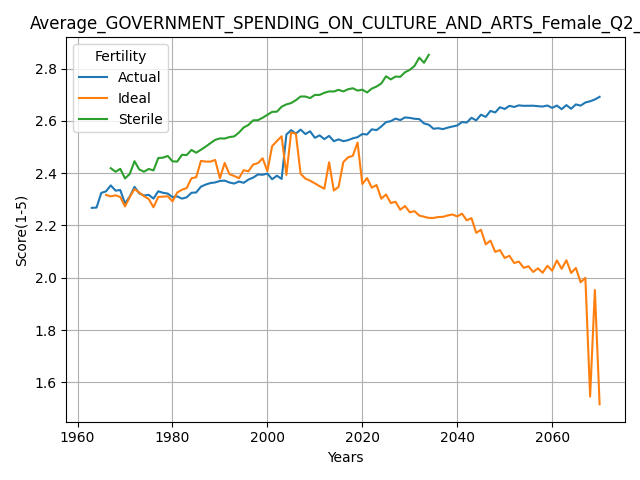 Average_GOVERNMENT_SPENDING_ON_CULTURE_AND_ARTS_Female_Q2_
Fertility
Actual
Ideal
Sterile
Score(1-5)
2.8
2.6
2.4
2.2
2.0
1.8
1.6
1960 1980 2000 2020 2040 2060
Years